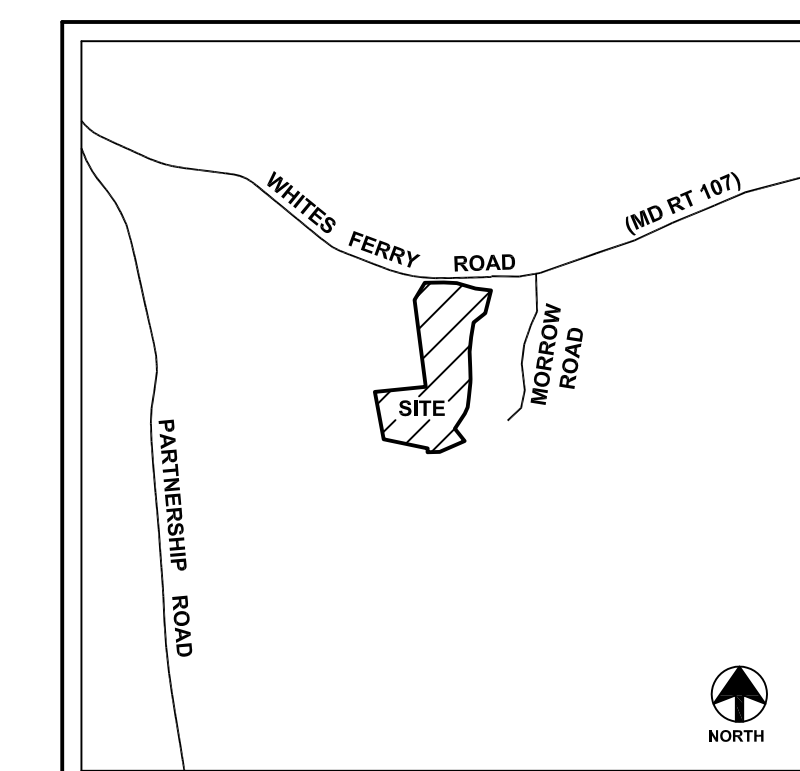 WHITES FERRY ROAD (MD RT 107)
MORROW
ROAD
SITE
PARTNERSHIP ROAD
NORTH